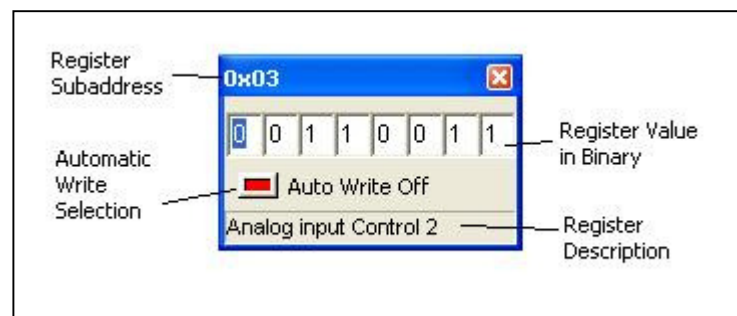 Register
Subaddress
0x03
0 0 1 1 0 0 1 1
Register Value
in Binary
Automatic
Write
Selection
Auto Write Off
Analog input Control 2
Register
Description